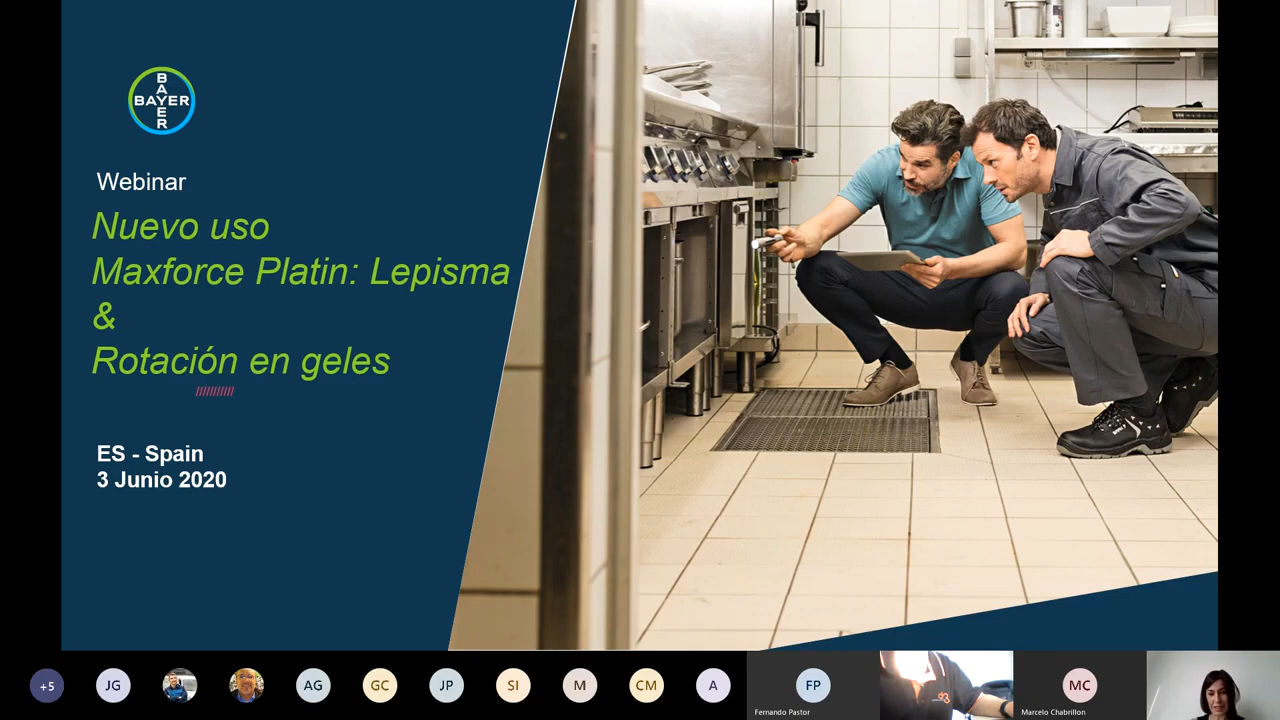 BAYER
BAYER
Webinar
Nuevo uso
Maxforce Platin: Lepisma
&
Rotación en geles
ES - Spain
3 Junio 2020
+5
JG
AG
GC
JP
SI
M
CM
A
FP
MC
Fernando Pastor
Marcelo Chabrillon